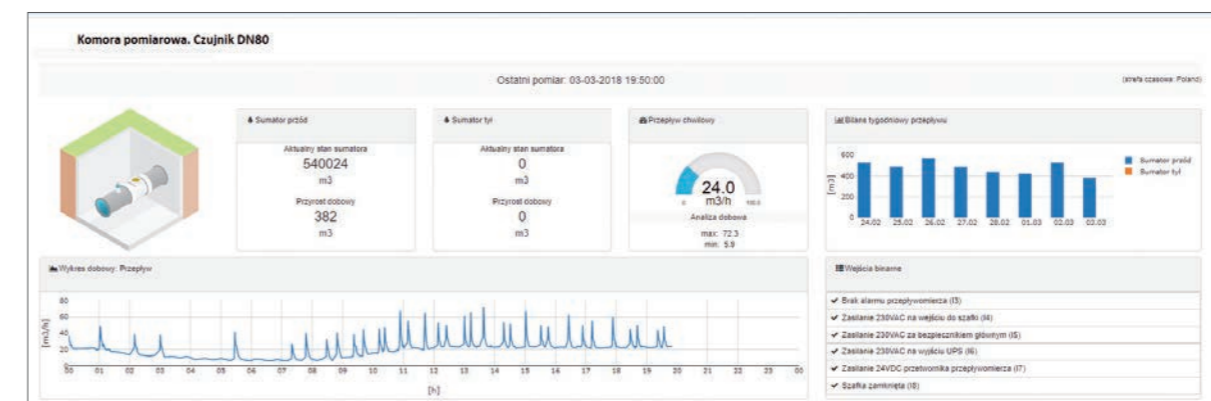 Komora pomiarowa. Czujnik DN80
Ostatni pomiar: 03-03-2018 19:50:00
(strefa czasowa: Poland)
Sumator przód
Aktualny stan sumatora
540024
m3
Przyrost dobowy
382
m3
Sumator tył
Aktualny stan sumatora
0
m3
Przyrost dobowy
0
m3
Przepływ chwilowy
24.0
m3/h
0 100.0
Analiza dobowa
max: 72.3
min: 5.9
Bilans tygodniowy przepływu
600
400
200
0
[m3]
24.02 25.02 26.02 27.02 28.02 01.03 02.03 03.03
Sumator przód
Sumator tył
Wykres dobowy: Przepływ
80
60
40
20
0
[m3/h]
00 01 02 03 04 05 06 07 08 09 10 11 12 13 14 15 16 17 18 19 20 21 22 23 00
[h]
Wejścia binarne
Brak alarmu przepływomierza (I3)
Zasilanie 230VAC na wejściu do szafki (I4)
Zasilanie 230VAC za bezpiecznikiem głównym (I5)
Zasilanie 230VAC na wyjściu UPS (I6)
Zasilanie 24VDC przetwornika przepływomierza (I7)
Szafka zamknięta (I8)